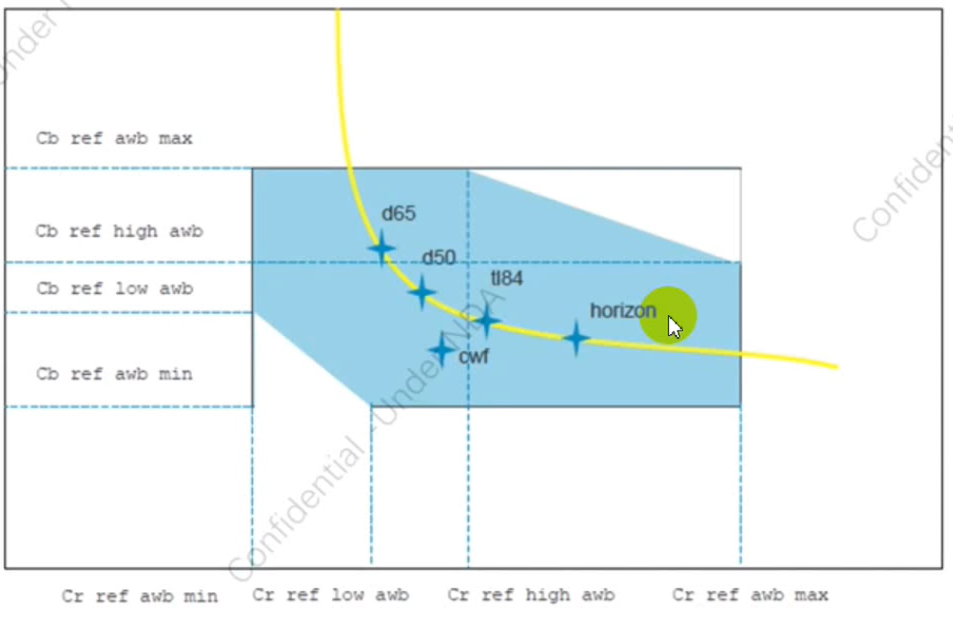 Under N
Cb ref awb max
Confident
d65
Cb ref high awb
d50
tl84
Cb ref low awb
horizon
cwf
Cb ref awb min
Confidential -Under NDA
Cr ref awb min
Cr ref low awb
Cr ref high awb
Cr ref awb max